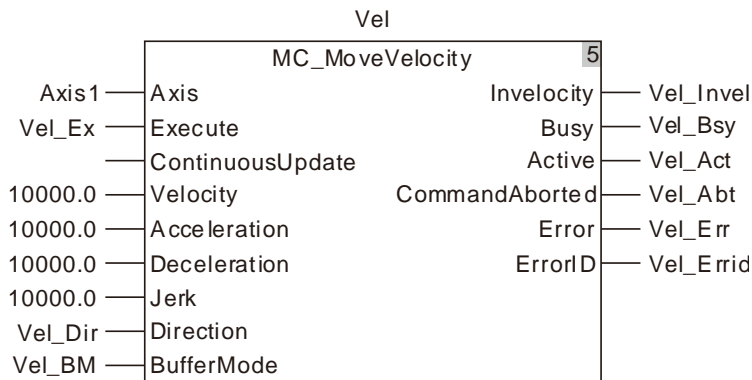 Vel
MC_MoveVelocity 5
Axis1 Axis Invelocity Vel_Invel
Vel_Ex Execute Busy Vel_Bsy
ContinuousUpdate Active Vel_Act
10000.0 Velocity CommandAborted Vel_Abt
10000.0 Acceleration Error Vel_Err
10000.0 Deceleration ErrorID Vel_Errid
10000.0 Jerk
Vel_Dir Direction
Vel_BM BufferMode